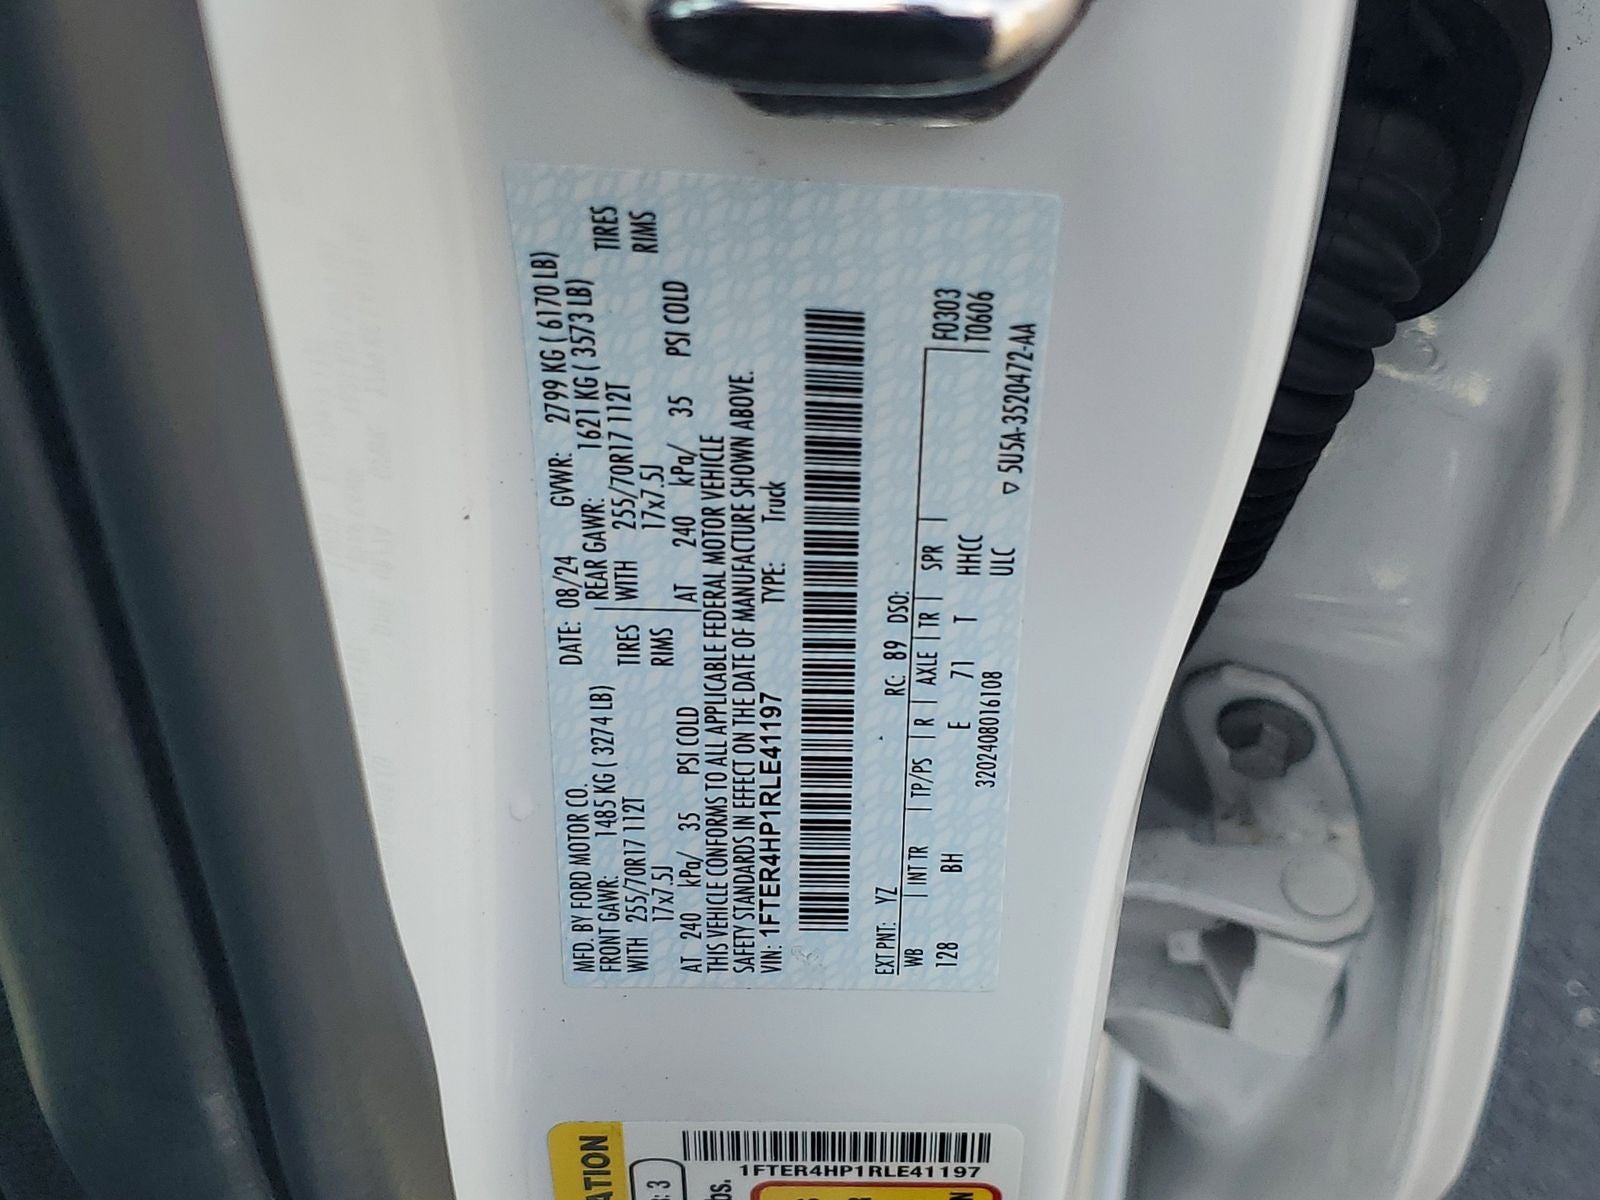 MFD. BY FORD MOTOR CO.
DATE: 08/24 GVWR: 2799 KG ( 6170 LB)
FRONT GAWR: 1485 KG ( 3274 LB) REAR GAWR: 1621 KG ( 3573 LB)
WITH 255/70R17 112T TIRES WITH 255/70R17 112T TIRES
17x7.5J RIMS 17x7.5J RIMS
AT 240 kPa/ 35 PSI COLD AT 240 kPa/ 35 PSI COLD
THIS VEHICLE CONFORMS TO ALL APPLICABLE FEDERAL MOTOR VEHICLE
SAFETY STANDARDS IN EFFECT ON THE DATE OF MANUFACTURE SHOWN ABOVE.
VIN: 1FTER4HP1RLE41197 TYPE: Truck
EXT PNT: YZ RC: 89 DSO:
WB INT TR TP/PS R AXLE TR SPR F0303
128 BH E 71 T HHCC T0606
3202408016108 ULC ▽ 5U5A-3520472-AA
ATION
: 3
bs.
1FTER4HP1RLE41197